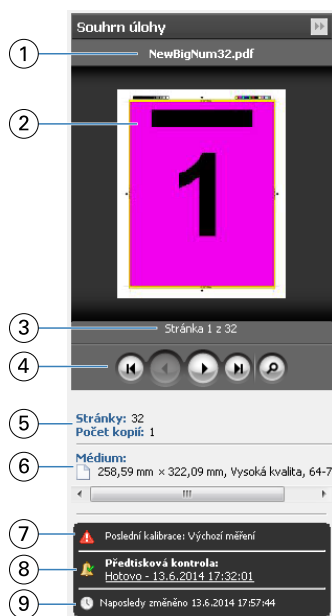 Souhrn úlohy
1 NewBigNum32.pdf
2
1
3 Stránka 1 z 32
4
5 Stránky: 32
Počet kopií: 1
Médium:
6 258,59 mm × 322,09 mm, Vysoká kvalita, 64-7
7 Poslední kalibrace: Výchozí měření
Předtisková kontrola:
8 Hotovo - 13.6.2014 17:32:01
9 Naposledy změněno 13.6.2014 17:57:44